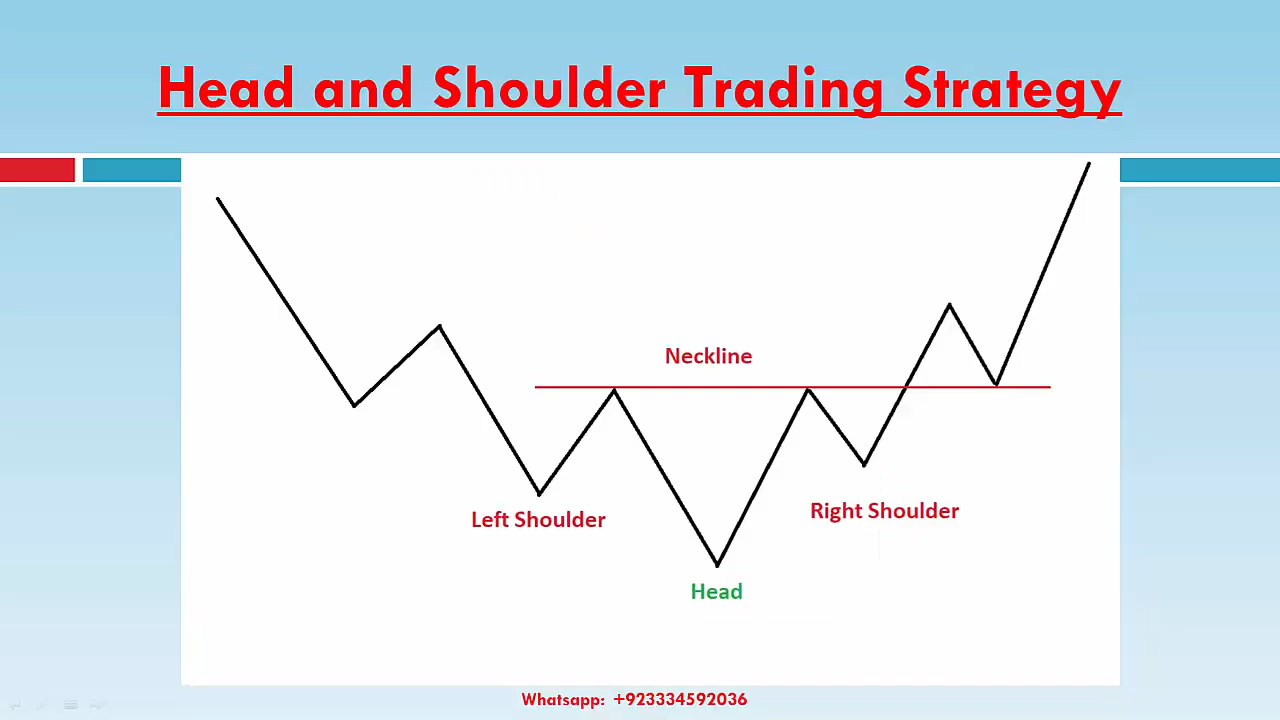 Head and Shoulder Trading Strategy
Neckline
Left Shoulder
Right Shoulder
Head
Whatsapp: +923334592036